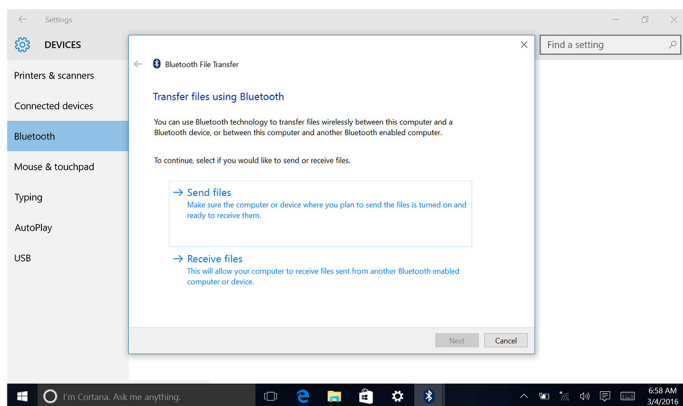 Settings
DEVICES
Find a setting
Printers & scanners
Connected devices
Bluetooth
Mouse & touchpad
Typing
AutoPlay
USB
Bluetooth File Transfer
Transfer files using Bluetooth
You can use Bluetooth technology to transfer files wirelessly between this computer and a
Bluetooth device, or between this computer and another Bluetooth enabled computer.
To continue, select if you would like to send or receive files.
Send files
Make sure the computer or device where you plan to send the files is turned on and
ready to receive them.
Receive files
This will allow your computer to receive files sent from another Bluetooth enabled
computer or device.
Next
Cancel
I'm Cortana. Ask me anything.
6:58 AM
3/4/2016